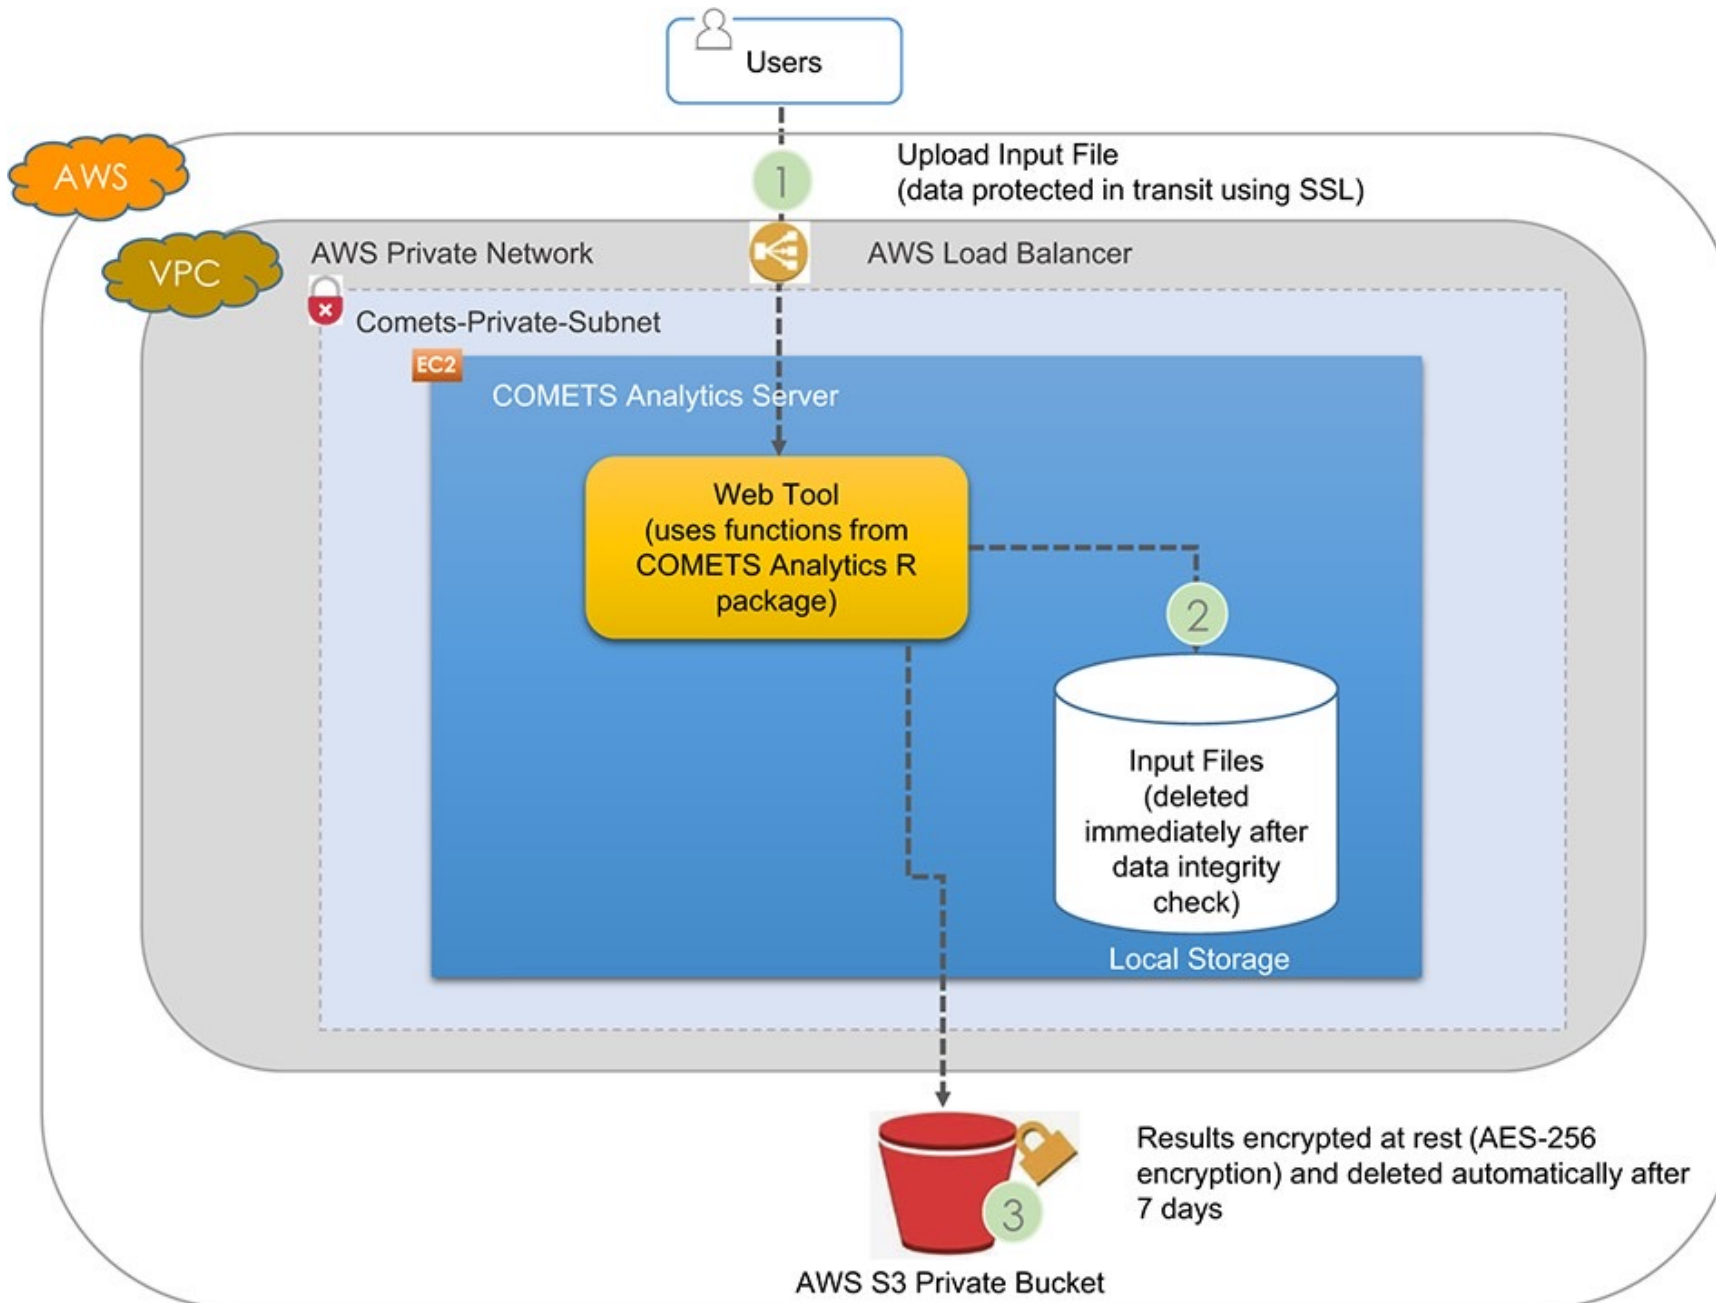 Users
AWS
1
Upload Input File
(data protected in transit using SSL)
VPC
AWS Private Network
AWS Load Balancer
Comets-Private-Subnet
EC2
COMETS Analytics Server
Web Tool
(uses functions from
COMETS Analytics R
package)
2
Input Files
(deleted
immediately after
data integrity
check)
Local Storage
3
Results encrypted at rest (AES-256
encryption) and deleted automatically after
7 days
AWS S3 Private Bucket